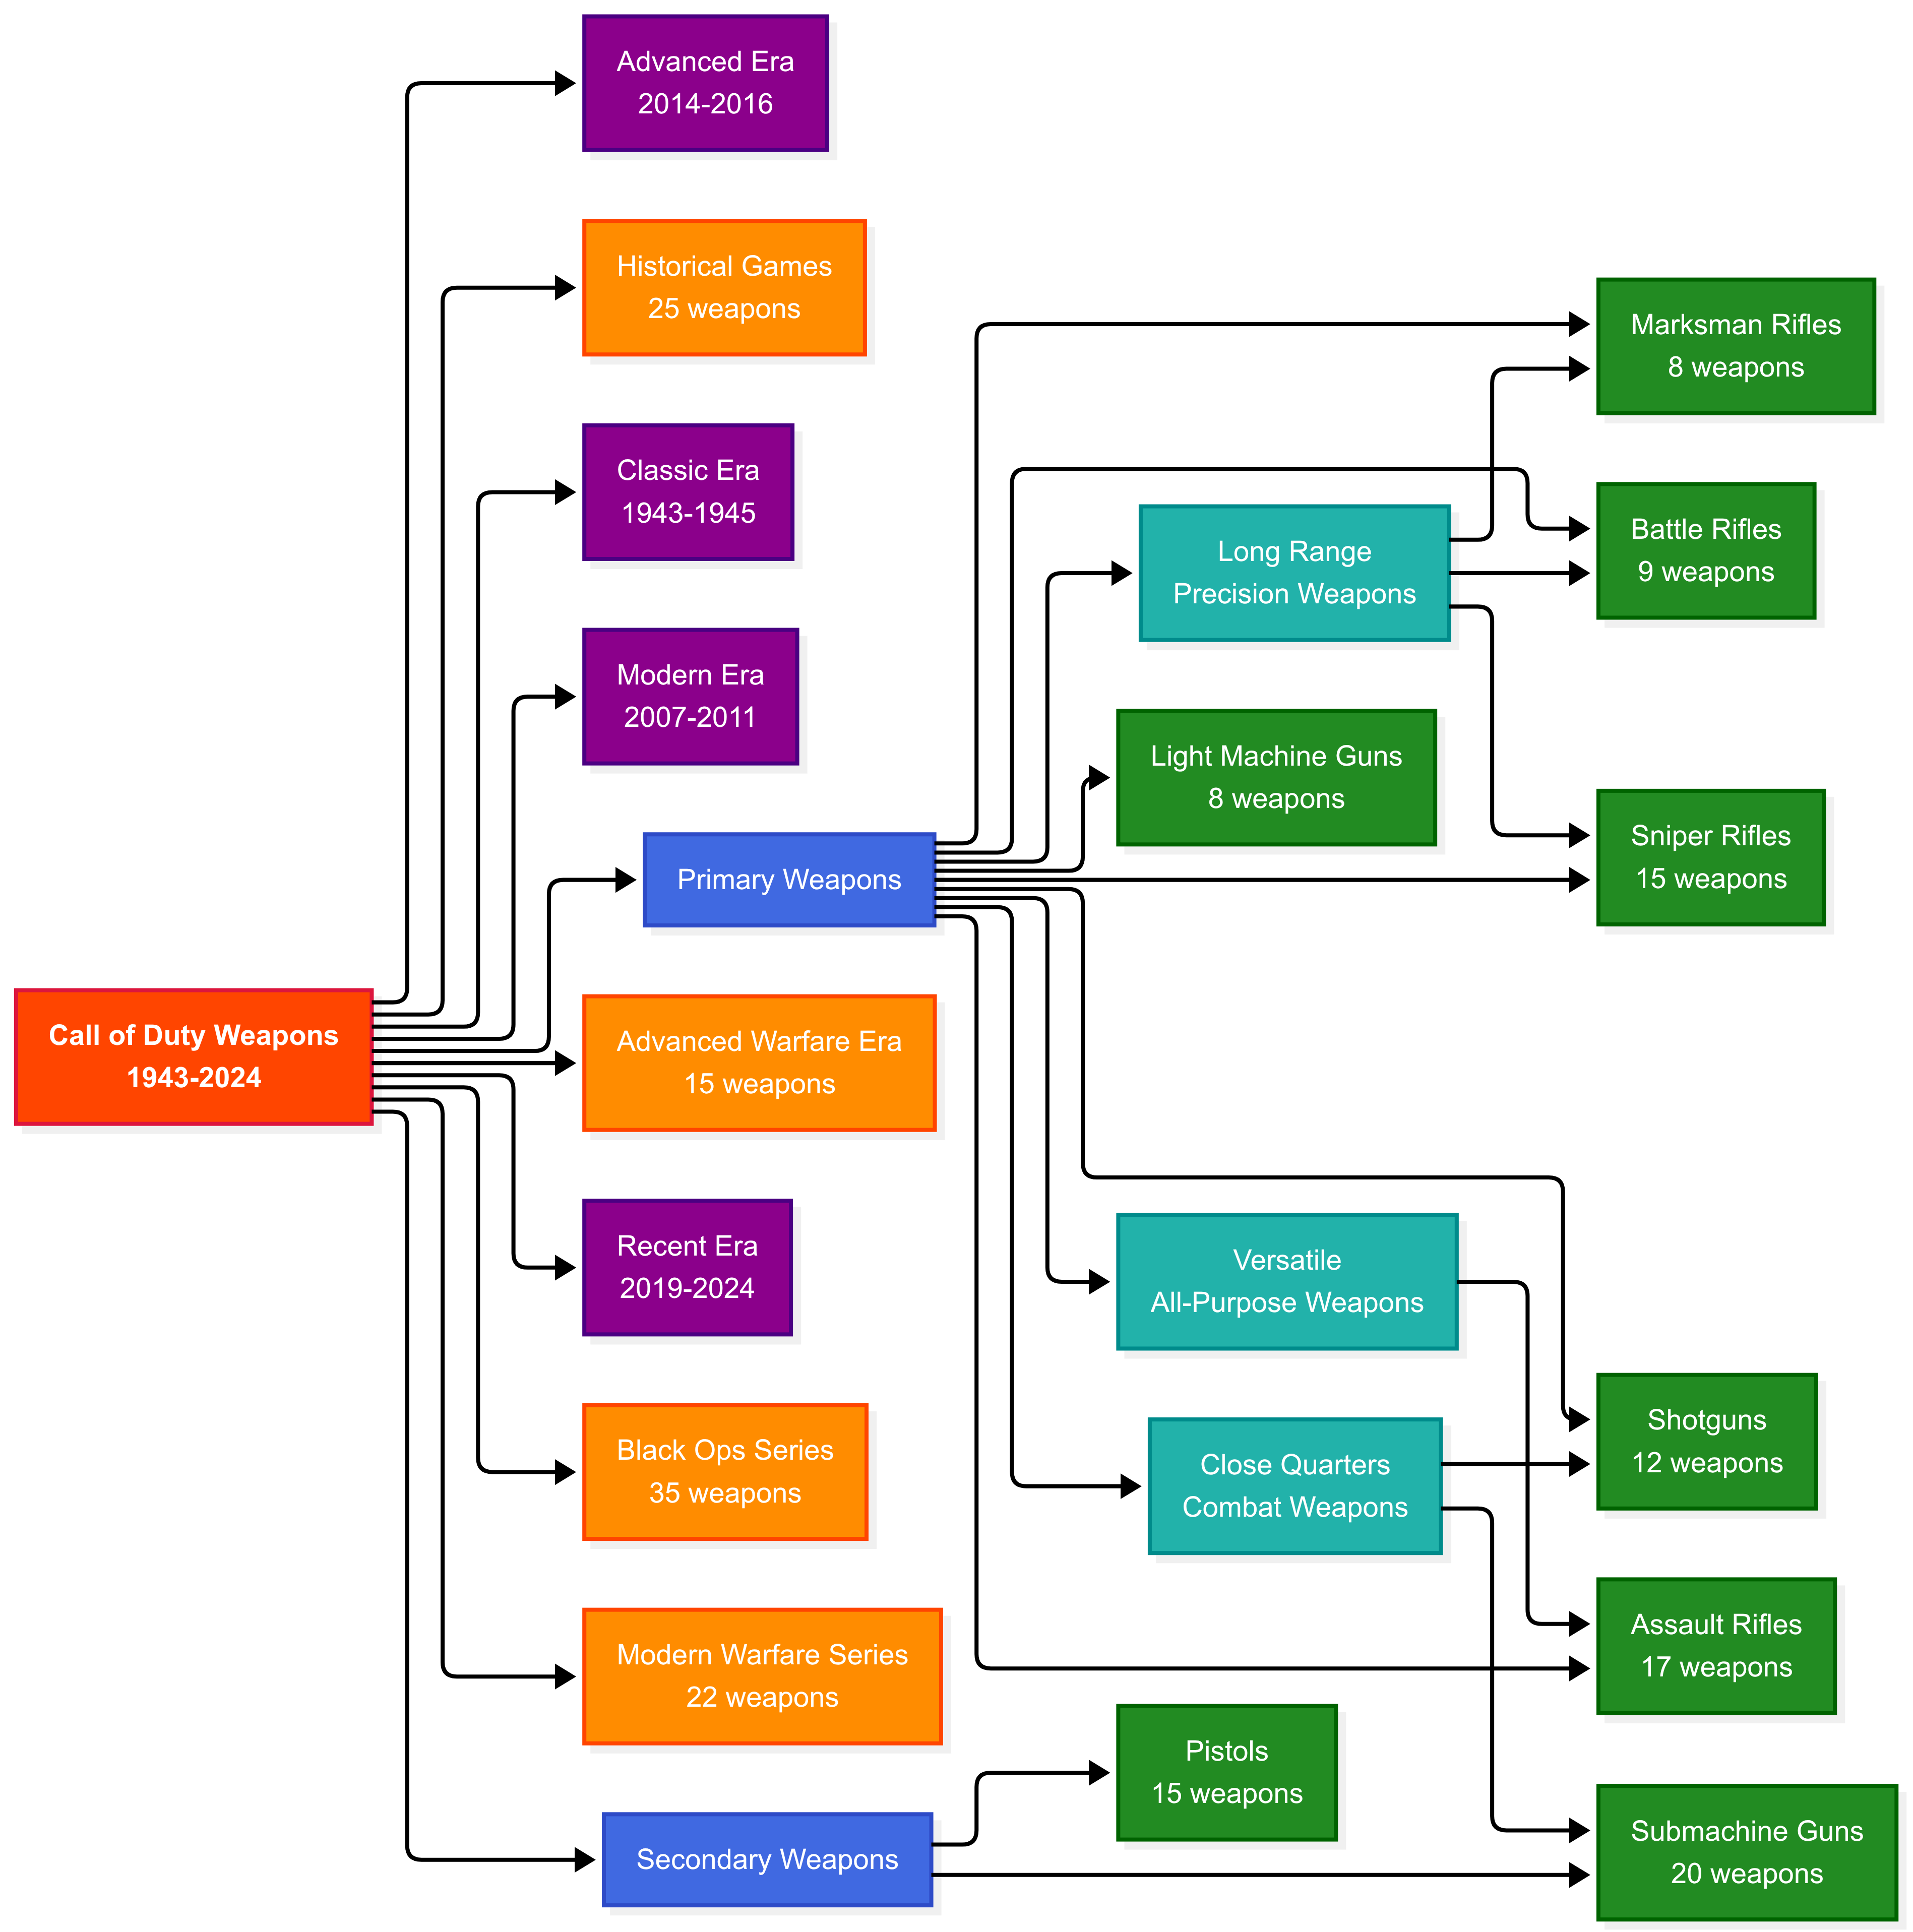 Advanced Era
2014-2016
Historical Games
25 weapons
Classic Era
1943-1945
Modern Era
2007-2011
Primary Weapons
Call of Duty Weapons
1943-2024
Advanced Warfare Era
15 weapons
Recent Era
2019-2024
Black Ops Series
35 weapons
Modern Warfare Series
22 weapons
Secondary Weapons
Long Range
Precision Weapons
Light Machine Guns
8 weapons
Versatile
All-Purpose Weapons
Close Quarters
Combat Weapons
Pistols
15 weapons
Marksman Rifles
8 weapons
Battle Rifles
9 weapons
Sniper Rifles
15 weapons
Shotguns
12 weapons
Assault Rifles
17 weapons
Submachine Guns
20 weapons